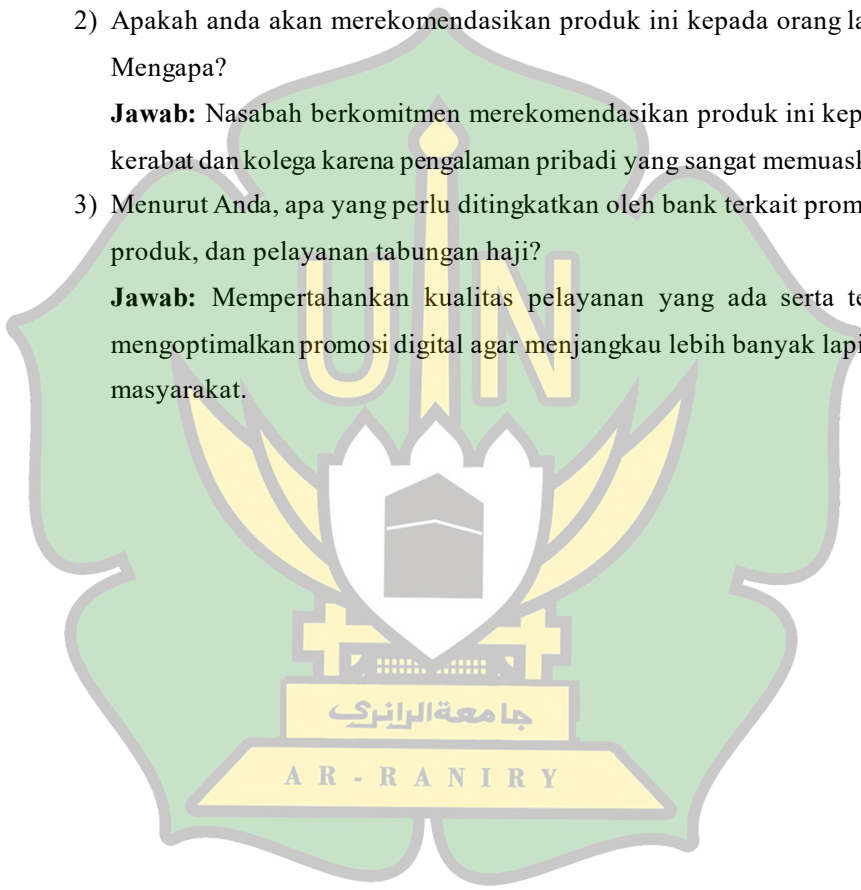 2) Apakah anda akan merekomendasikan produk ini kepada orang la
Mengapa?
Jawab: Nasabah berkomitmen merekomendasikan produk ini kep
kerabat dan kolega karena pengalaman pribadi yang sangat memuask
3) Menurut Anda, apa yang perlu ditingkatkan oleh bank terkait prom
produk, dan pelayanan tabungan haji?
Jawab: Mempertahankan kualitas pelayanan yang ada serta te
mengoptimalkan promosi digital agar menjangkau lebih banyak lapi
masyarakat.
UIN
جامعة الرانري
AR-RANIRY